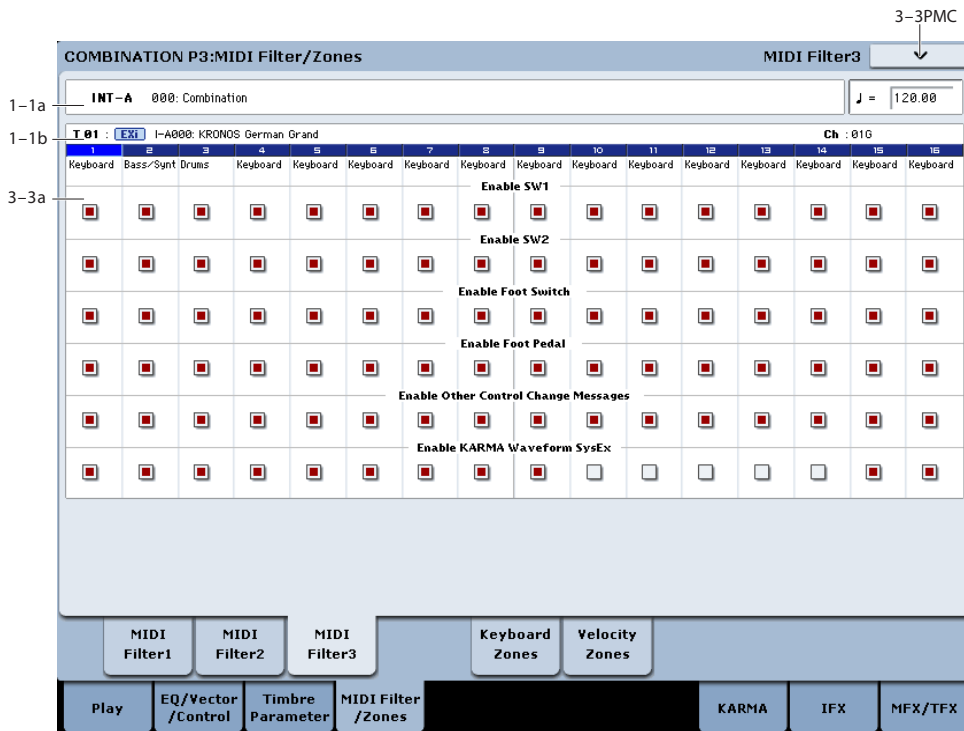 3-3PMC
COMBINATION P3:MIDI Filter/Zones MIDI Filter3
1-1a INT-A 000: Combination ♩ = 120.00
1-1b T 01 : EXi I-A000: KRONOS German Grand Ch : 01G
1 2 3 4 5 6 7 8 9 10 11 12 13 14 15 16
Keyboard Bass/Synt Drums Keyboard Keyboard Keyboard Keyboard Keyboard Keyboard Keyboard Keyboard Keyboard Keyboard Keyboard Keyboard Keyboard
3-3a Enable SW1
Enable SW2
Enable Foot Switch
Enable Foot Pedal
Enable Other Control Change Messages
Enable KARMA Waveform SysEx
MIDI Filter1 MIDI Filter2 MIDI Filter3 Keyboard Zones Velocity Zones
Play EQ/Vector /Control Timbre Parameter MIDI Filter /Zones KARMA IFX MFX/TFX